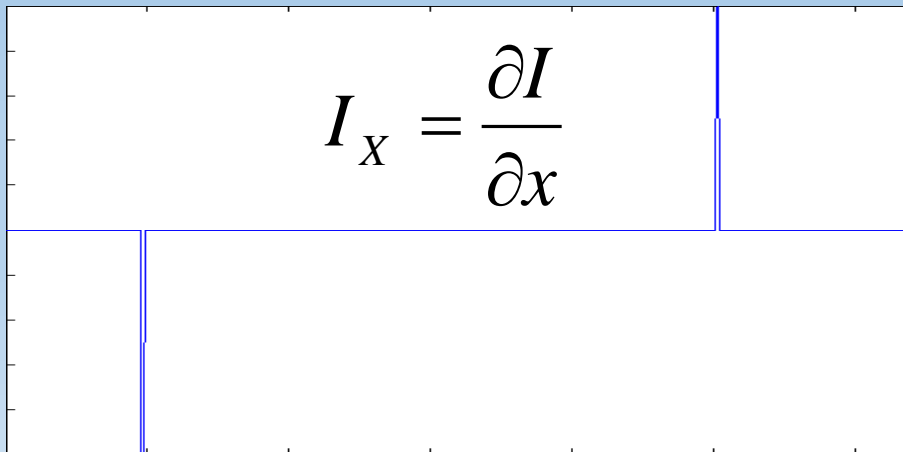 I_X = ∂I/∂x